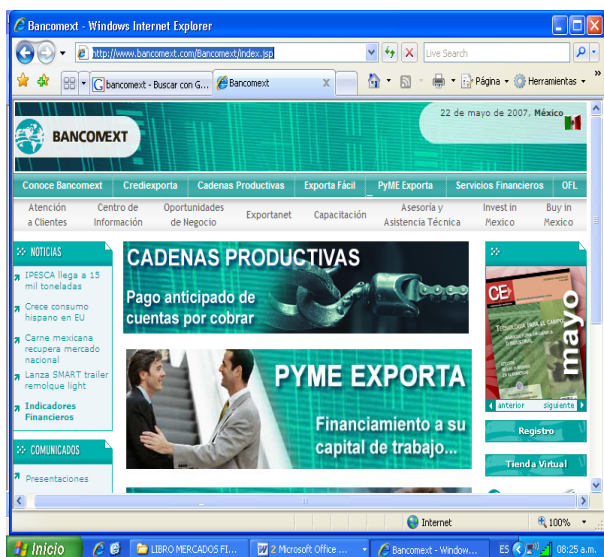 Bancomext - Windows Internet Explorer
http://www.bancomext.com/Bancomext/index.jsp
Live Search
bancomext - Buscar con G...
Bancomext
X
Página
Herramientas
»
22 de mayo de 2007, México
BANCOMEXT
Conoce Bancomext
Crediexporta
Cadenas Productivas
Exporta Fácil
PyME Exporta
Servicios Financieros
OFL
Atención
a Clientes
Centro de
Información
Oportunidades
de Negocio
Exportanet
Capacitación
Asesoría y
Asistencia Técnica
Invest in
Mexico
Buy in
Mexico
NOTICIAS
IPESCA llega a 15
mil toneladas
Crece consumo
hispano en EU
Carne mexicana
recupera mercado
nacional
Lanza SMART trailer
remolque light
Indicadores
Financieros
COMUNICADOS
Presentaciones
CADENAS PRODUCTIVAS
Pago anticipado de
cuentas por cobrar
PYME EXPORTA
Financiamiento a su
capital de trabajo...
CE
TECNOLOGÍA PARA EL CAMPO
mayo
anterior
siguiente
Registro
Tienda Virtual
Internet
100%
Inicio
LIBRO MERCADOS FI...
2 Microsoft Office ...
Bancomext - Window...
ES
08:25 a.m.